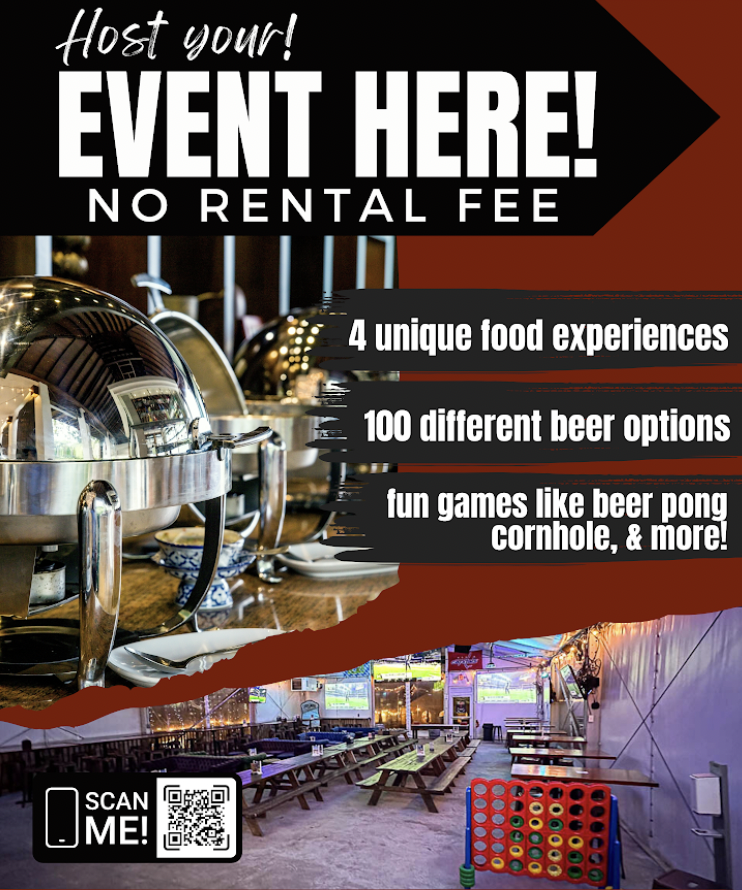 Host your!
EVENT HERE!
NO RENTAL FEE
4 unique food experiences
100 different beer options
fun games like beer pong
cornhole, & more!
SCAN
ME!